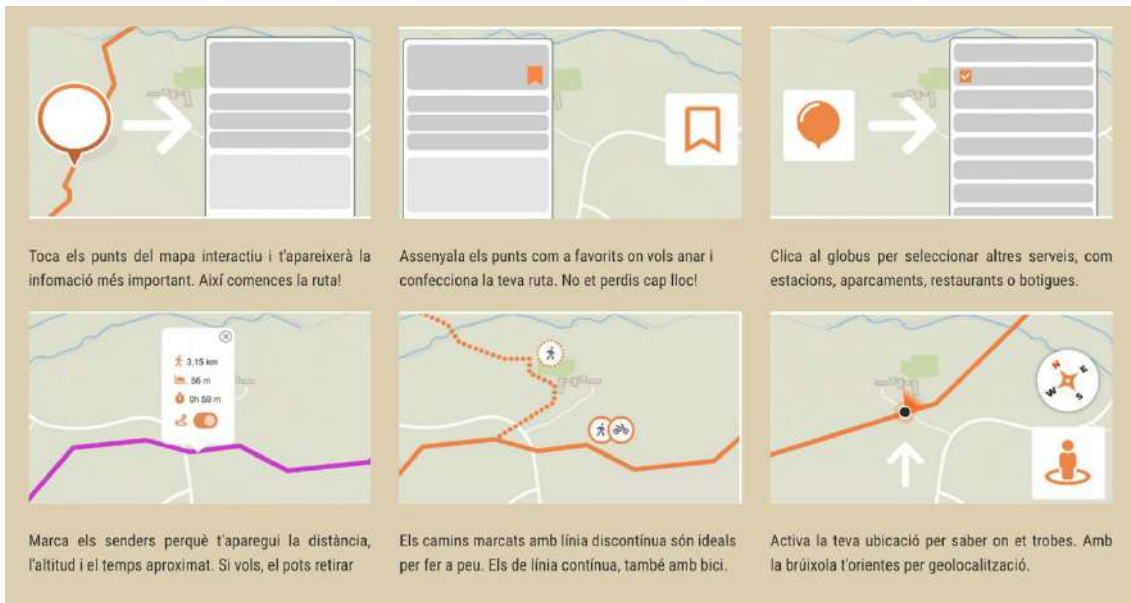 Toca els punts del mapa interactiu i t'apareixerà la
infomació més important. Així comences la ruta!
Assenyala els punts com a favorits on vols anar i
confecciona la teva ruta. No et perdis cap lloc!
Clica al globus per seleccionar altres serveis, com
estacions, aparcaments, restaurants o botigues.
3,15 km
56 m
0h 59 m
N
E
W
S
Marca els senders perquè t'aparegui la distància,
l'altitud i el temps aproximat. Si vols, el pots retirar
Els camins marcats amb línia discontínua són ideals
per fer a peu. Els de línia contínua, també amb bici.
Activa la teva ubicació per saber on et trobes. Amb
la brúixola t'orientes per geolocalització.